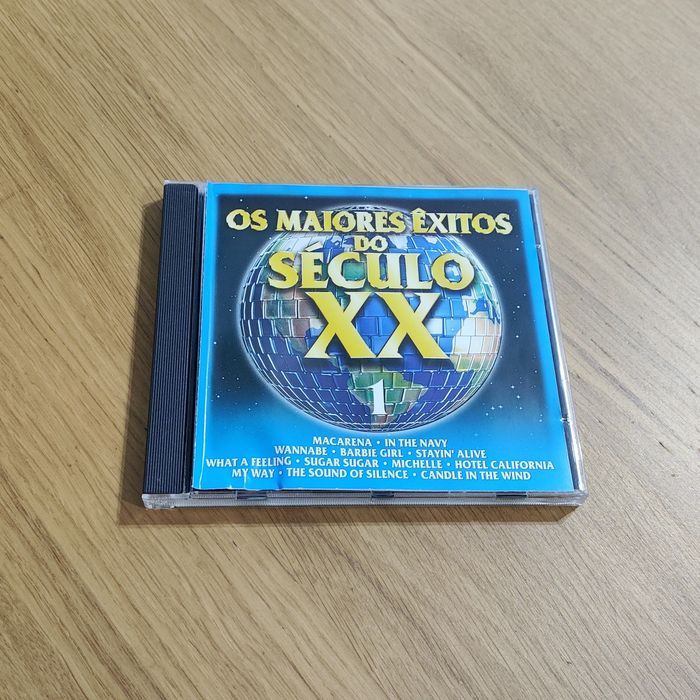 OS MAIORES ÊXITOS
DO
SÉCULO
XX
1
MACARENA • IN THE NAVY
WANNABE • BARBIE GIRL • STAYIN' ALIVE
WHAT A FEELING • SUGAR SUGAR • MICHELLE • HOTEL CALIFORNIA
MY WAY • THE SOUND OF SILENCE • CANDLE IN THE WIND